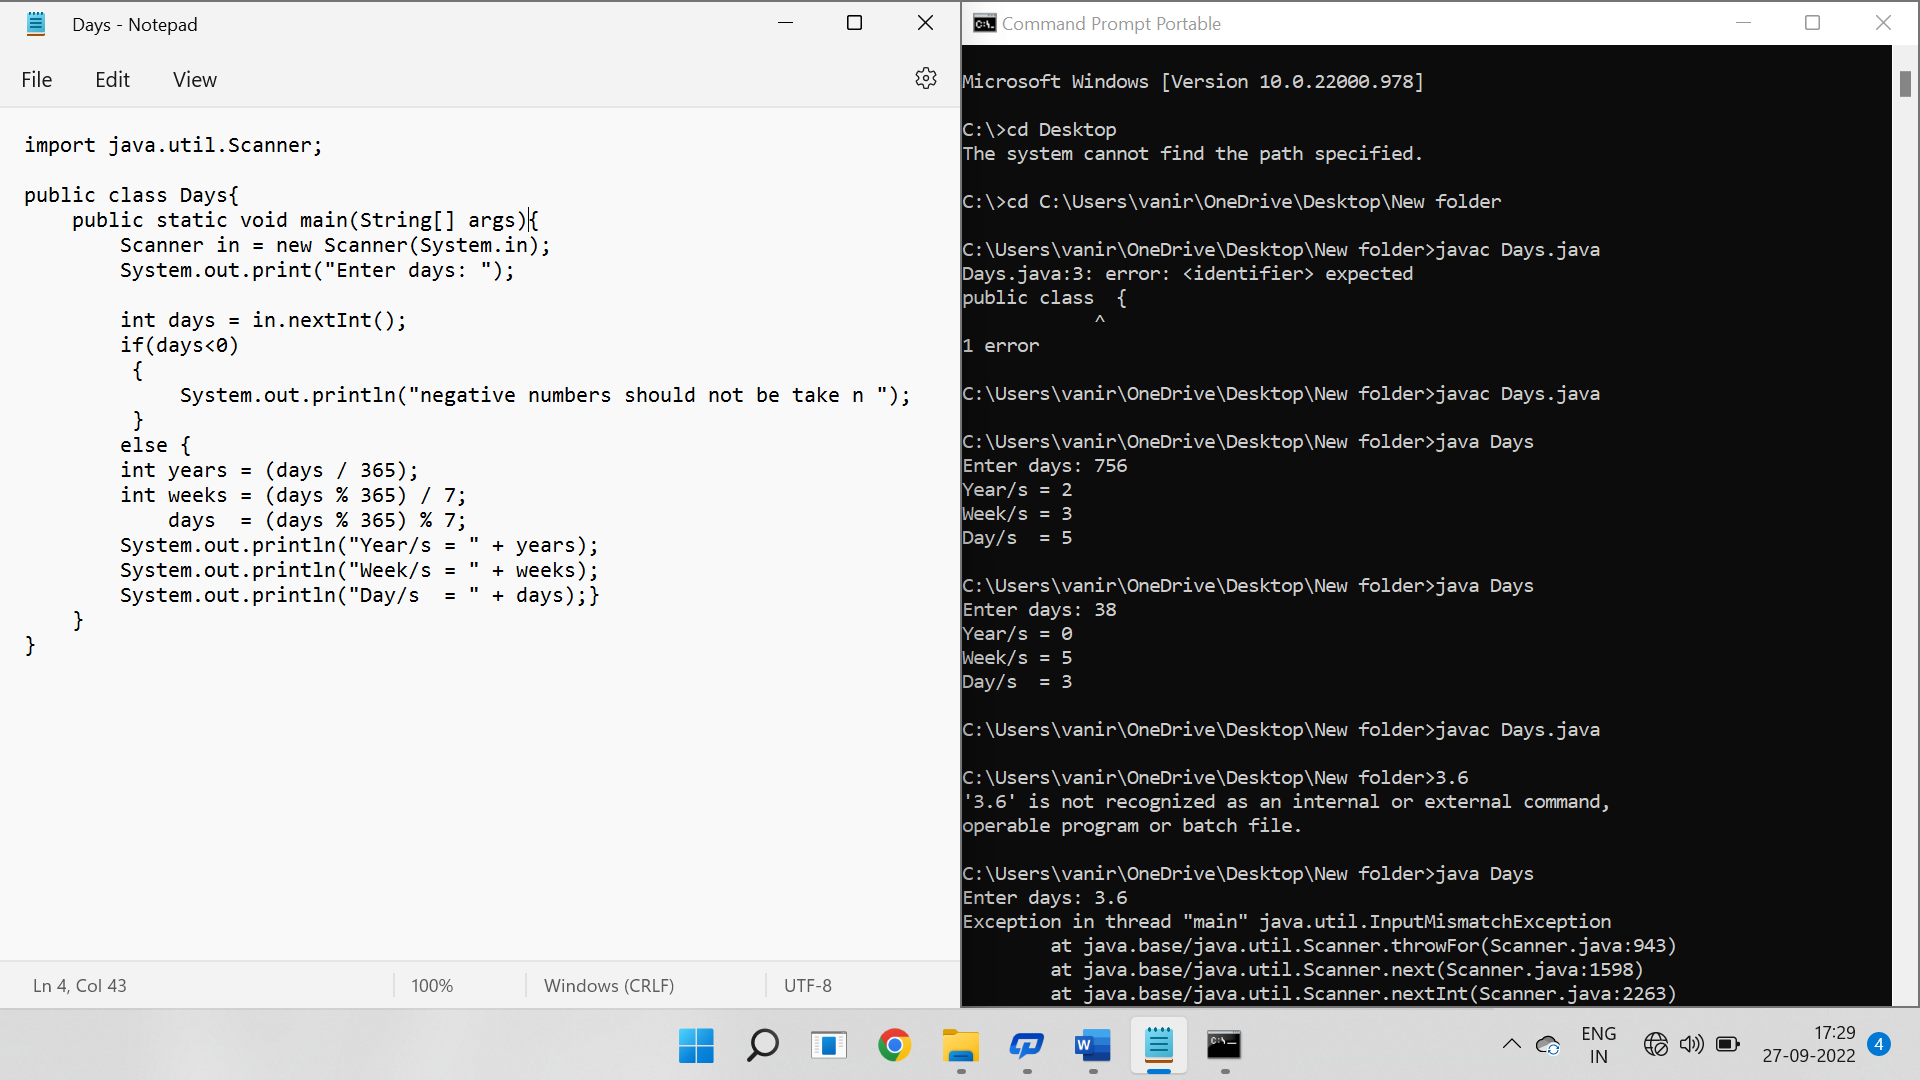 Days - Notepad
File Edit View
import java.util.Scanner;
public class Days{
    public static void main(String[] args){
        Scanner in = new Scanner(System.in);
        System.out.print("Enter days: ");
        int days = in.nextInt();
        if(days<0)
         {
             System.out.println("negative numbers should not be take n ");
         }
        else {
        int years = (days / 365);
        int weeks = (days % 365) / 7;
            days  = (days % 365) % 7;
        System.out.println("Year/s = " + years);
        System.out.println("Week/s = " + weeks);
        System.out.println("Day/s  = " + days);}
    }
}
Ln 4, Col 43 100% Windows (CRLF) UTF-8
Command Prompt Portable
Microsoft Windows [Version 10.0.22000.978]
C:\>cd Desktop
The system cannot find the path specified.
C:\>cd C:\Users\vanir\OneDrive\Desktop\New folder
C:\Users\vanir\OneDrive\Desktop\New folder>javac Days.java
Days.java:3: error: <identifier> expected
public class  {
            ^
1 error
C:\Users\vanir\OneDrive\Desktop\New folder>javac Days.java
C:\Users\vanir\OneDrive\Desktop\New folder>java Days
Enter days: 756
Year/s = 2
Week/s = 3
Day/s  = 5
C:\Users\vanir\OneDrive\Desktop\New folder>java Days
Enter days: 38
Year/s = 0
Week/s = 5
Day/s  = 3
C:\Users\vanir\OneDrive\Desktop\New folder>javac Days.java
C:\Users\vanir\OneDrive\Desktop\New folder>3.6
'3.6' is not recognized as an internal or external command,
operable program or batch file.
C:\Users\vanir\OneDrive\Desktop\New folder>java Days
Enter days: 3.6
Exception in thread "main" java.util.InputMismatchException
        at java.base/java.util.Scanner.throwFor(Scanner.java:943)
        at java.base/java.util.Scanner.next(Scanner.java:1598)
        at java.base/java.util.Scanner.nextInt(Scanner.java:2263)
ENG
IN
17:29
27-09-2022
4